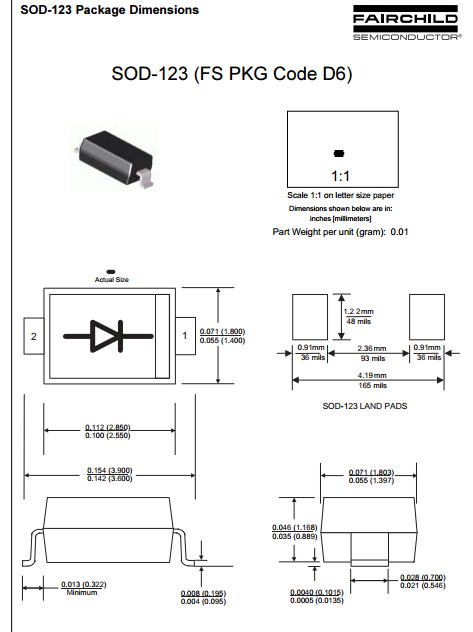 SOD-123 Package Dimensions
FAIRCHILD
SEMICONDUCTOR®
SOD-123 (FS PKG Code D6)
1:1
Scale 1:1 on letter size paper
Dimensions shown below are in:
inches [millimeters]
Part Weight per unit (gram): 0.01
Actual Size
2
1
0.071 (1.800)
0.055 (1.400)
1.2 2mm
48 mils
0.91mm
36 mils
2.36 mm
93 mils
0.91mm
36 mils
4.19 mm
165 mils
SOD-123 LAND PADS
0.112 (2.850)
0.100 (2.550)
0.154 (3.900)
0.142 (3.600)
0.071 (1.803)
0.055 (1.397)
0.046 (1.168)
0.035 (0.889)
0.013 (0.322)
Minimum
0.008 (0.195)
0.004 (0.095)
0.0040 (0.1015)
0.0005 (0.0135)
0.028 (0.700)
0.021 (0.546)